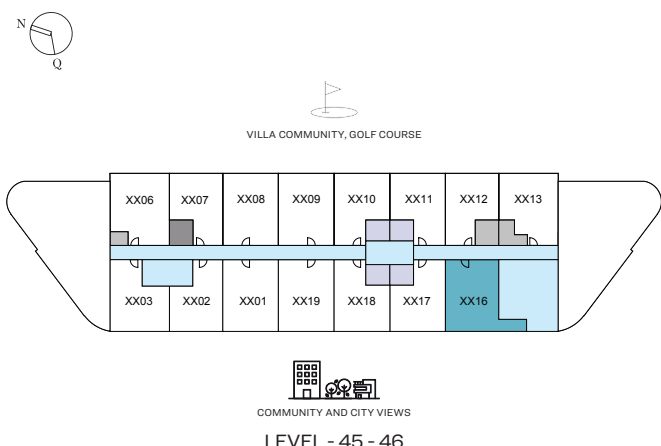 N
Q
VILLA COMMUNITY, GOLF COURSE
XX06 XX07 XX08 XX09 XX10 XX11 XX12 XX13
XX03 XX02 XX01 XX19 XX18 XX17 XX16
COMMUNITY AND CITY VIEWS
LEVEL - 45 - 46